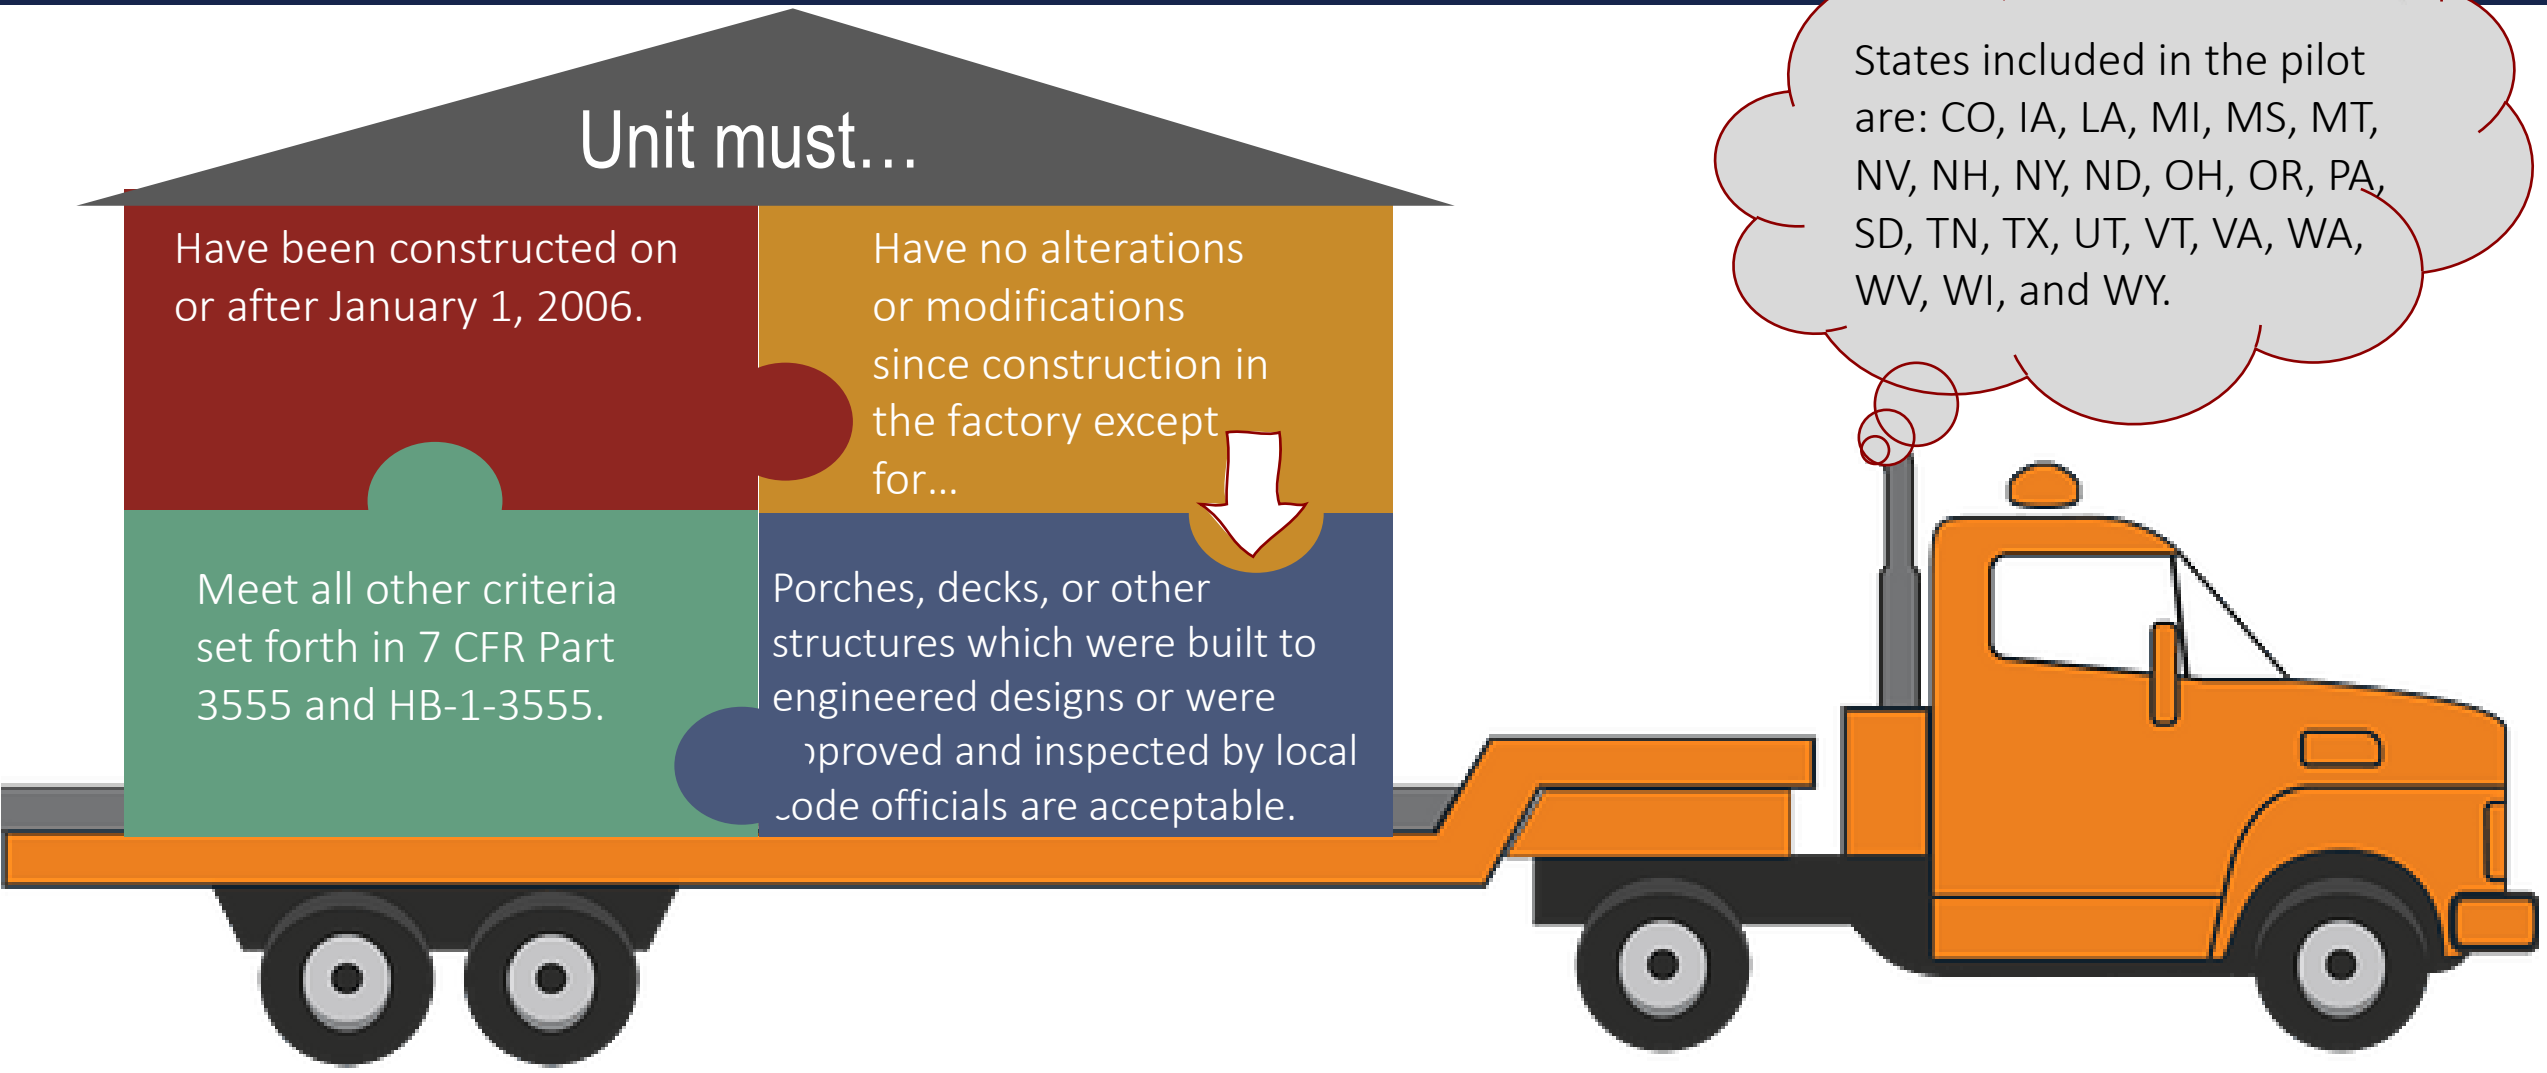 Unit must...
Have been constructed on
or after January 1, 2006.
Have no alterations
or modifications
since construction in
the factory except
for...
Meet all other criteria
set forth in 7 CFR Part
3555 and HB-1-3555.
Porches, decks, or other
structures which were built to
engineered designs or were
approved and inspected by local
code officials are acceptable.
States included in the pilot
are: CO, IA, LA, MI, MS, MT,
NV, NH, NY, ND, OH, OR, PA,
SD, TN, TX, UT, VT, VA, WA,
WV, WI, and WY.